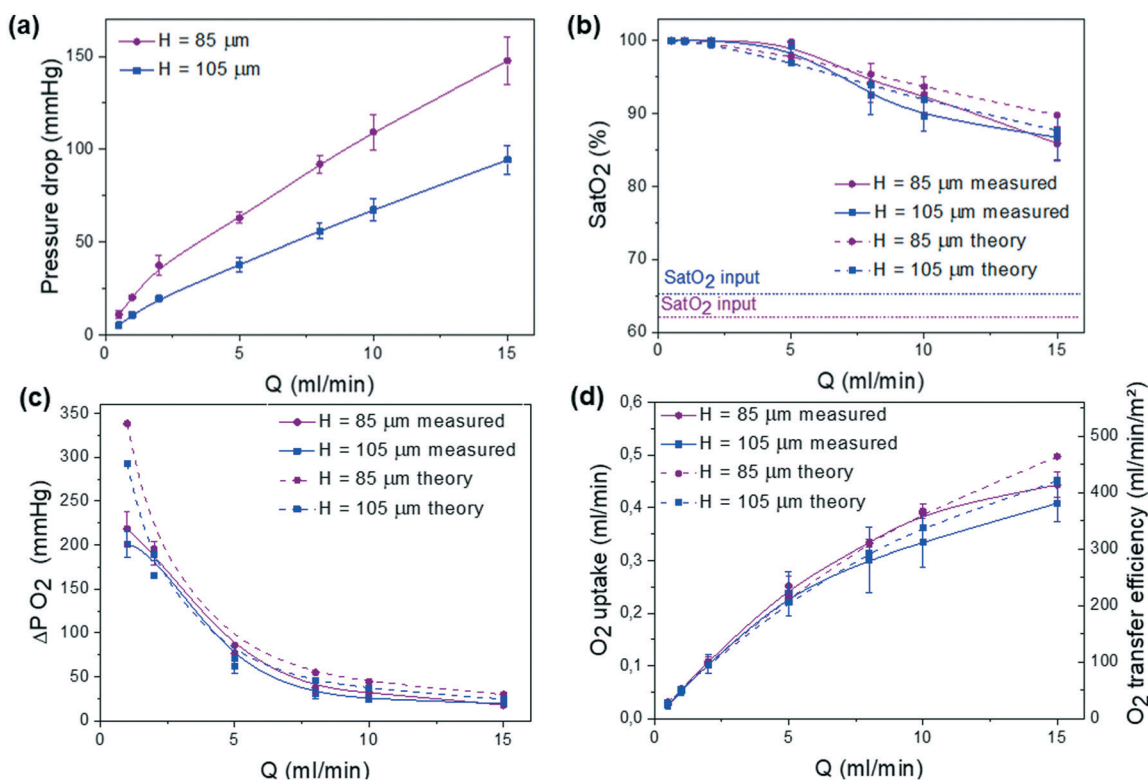 (a)
H = 85 μm
H = 105 μm
Pressure drop (mmHg)
150
100
50
0
0
5
10
15
Q (ml/min)
(b)
SatO2 (%)
100
90
80
70
60
H = 85 μm measured
H = 105 μm measured
H = 85 μm theory
H = 105 μm theory
SatO2 input
SatO2 input
0
5
10
15
Q (ml/min)
(c)
ΔP O2 (mmHg)
350
300
250
200
150
100
50
0
H = 85 μm measured
H = 105 μm measured
H = 85 μm theory
H = 105 μm theory
0
5
10
15
Q (ml/min)
(d)
O2 uptake (ml/min)
0,6
0,5
0,4
0,3
0,2
0,1
0,0
H = 85 μm measured
H = 105 μm measured
H = 85 μm theory
H = 105 μm theory
500
400
300
200
100
0
O2 transfer efficiency (ml/min/m²)
0
5
10
15
Q (ml/min)